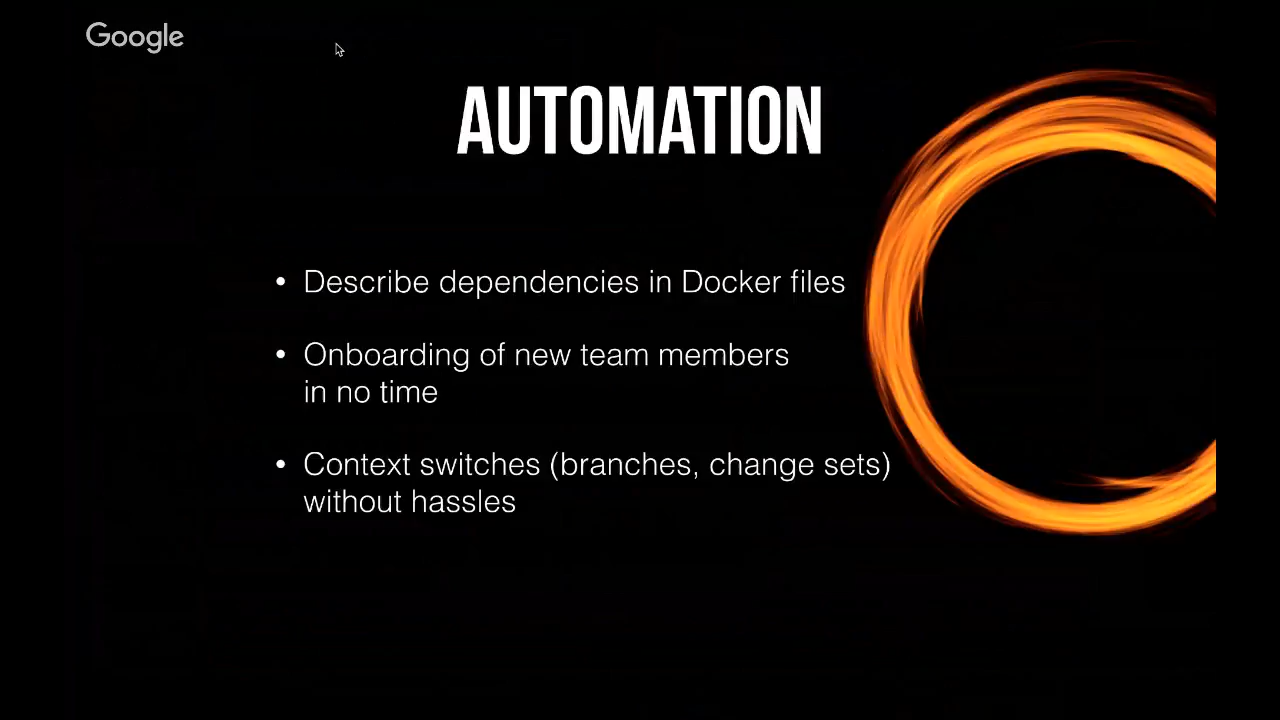 Google
AUTOMATION
• Describe dependencies in Docker files
• Onboarding of new team members
in no time
• Context switches (branches, change sets)
without hassles